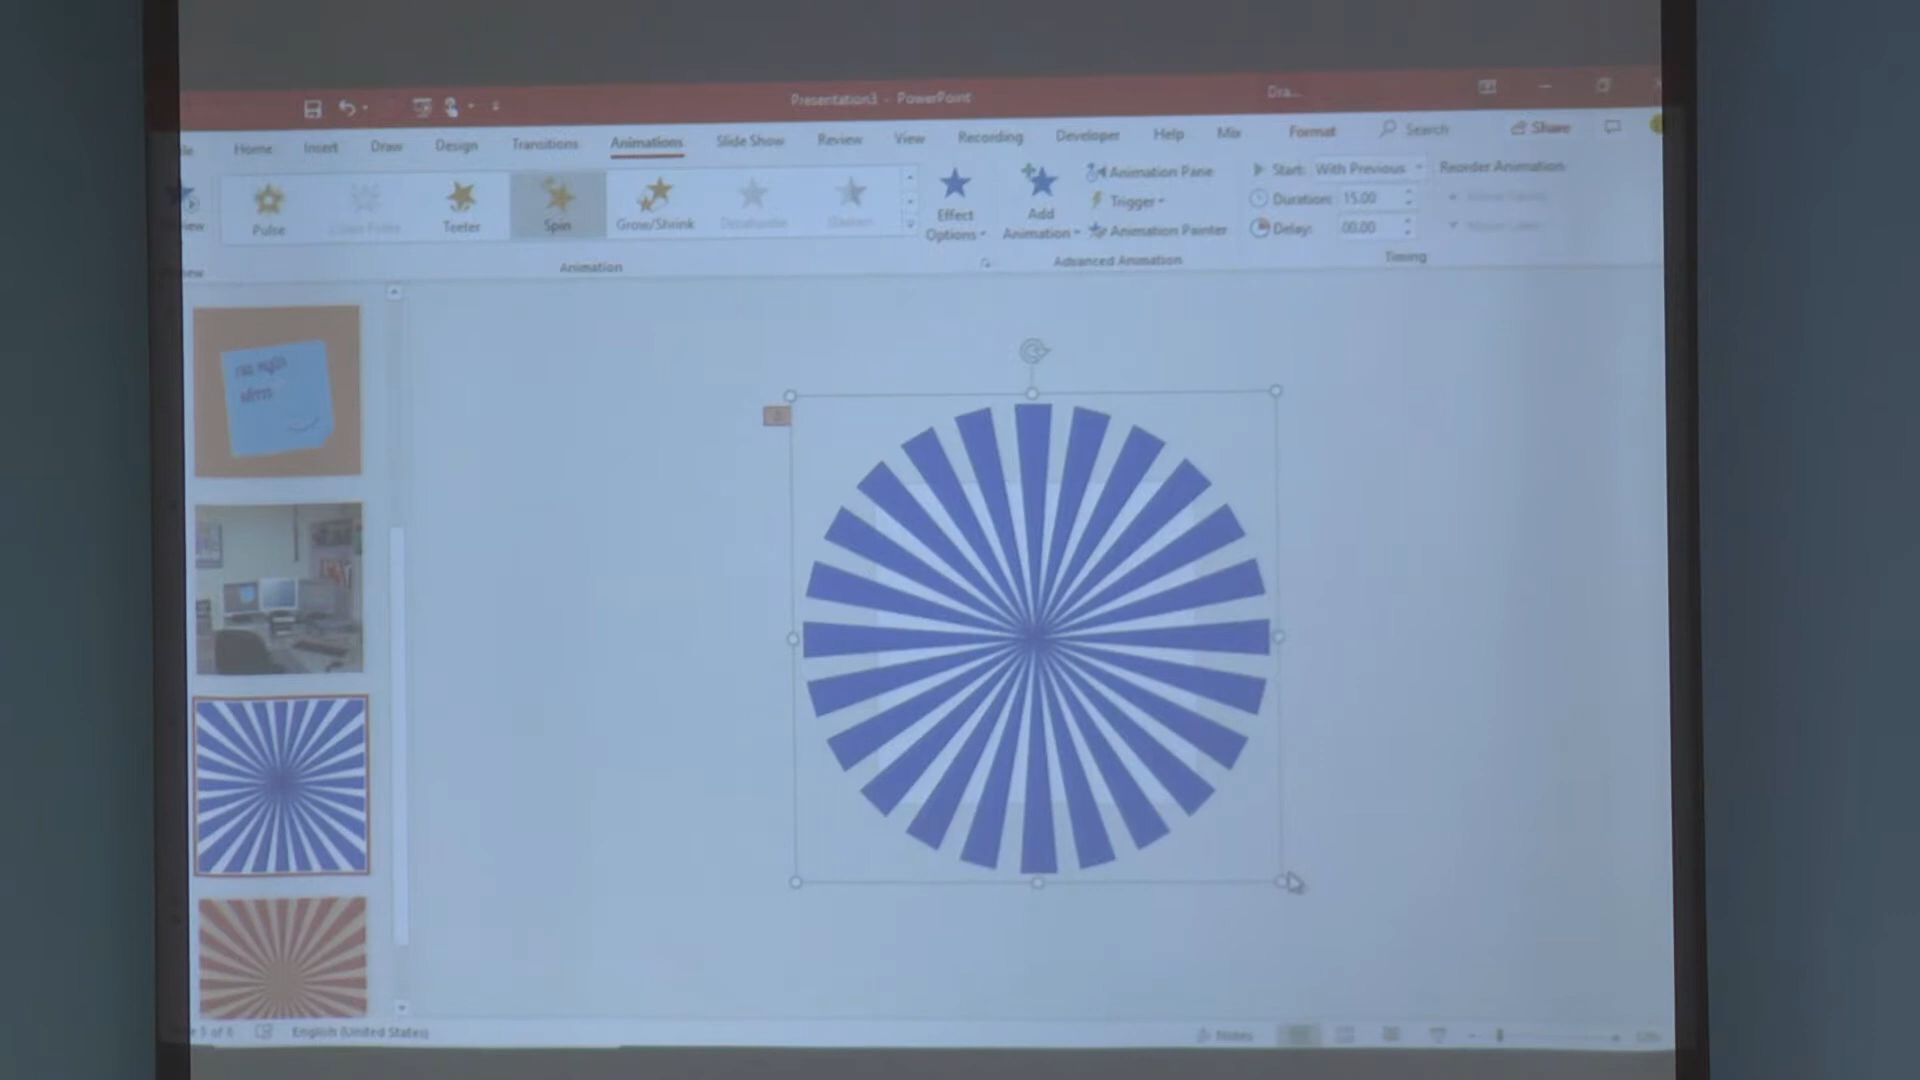 Presentation3 - PowerPoint
Dra...
Home Insert Draw Design Transitions Animations Slide Show Review View Recording Developer Help Mix Format Search Share
Pulse
Teeter
Spin
Grow/Shrink
Effect Options
Add Animation
Animation Pane
Trigger
Animation Painter
Start: With Previous
Duration: 15.00
Delay: 00.00
Reorder Animation
Animation
Advanced Animation
Timing
English (United States)
Notes